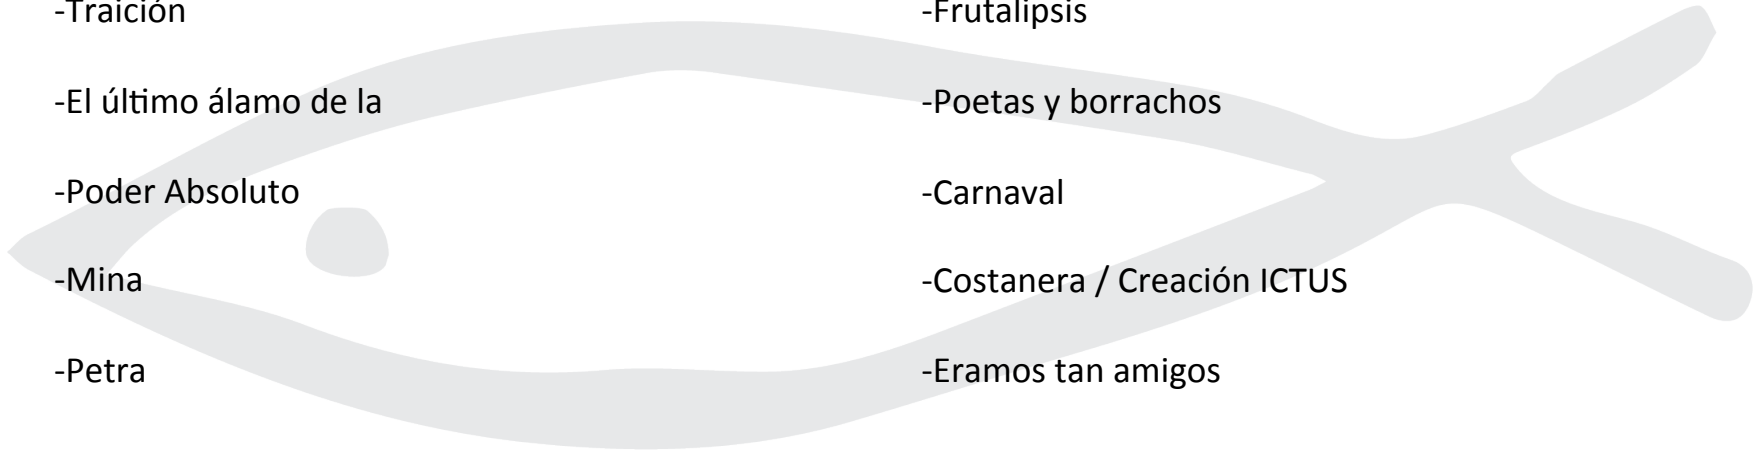 -Traición
-El último álamo de la
-Poder Absoluto
-Mina
-Petra
-Frutalipsis
-Poetas y borrachos
-Carnaval
-Costanera / Creación ICTUS
-Eramos tan amigos